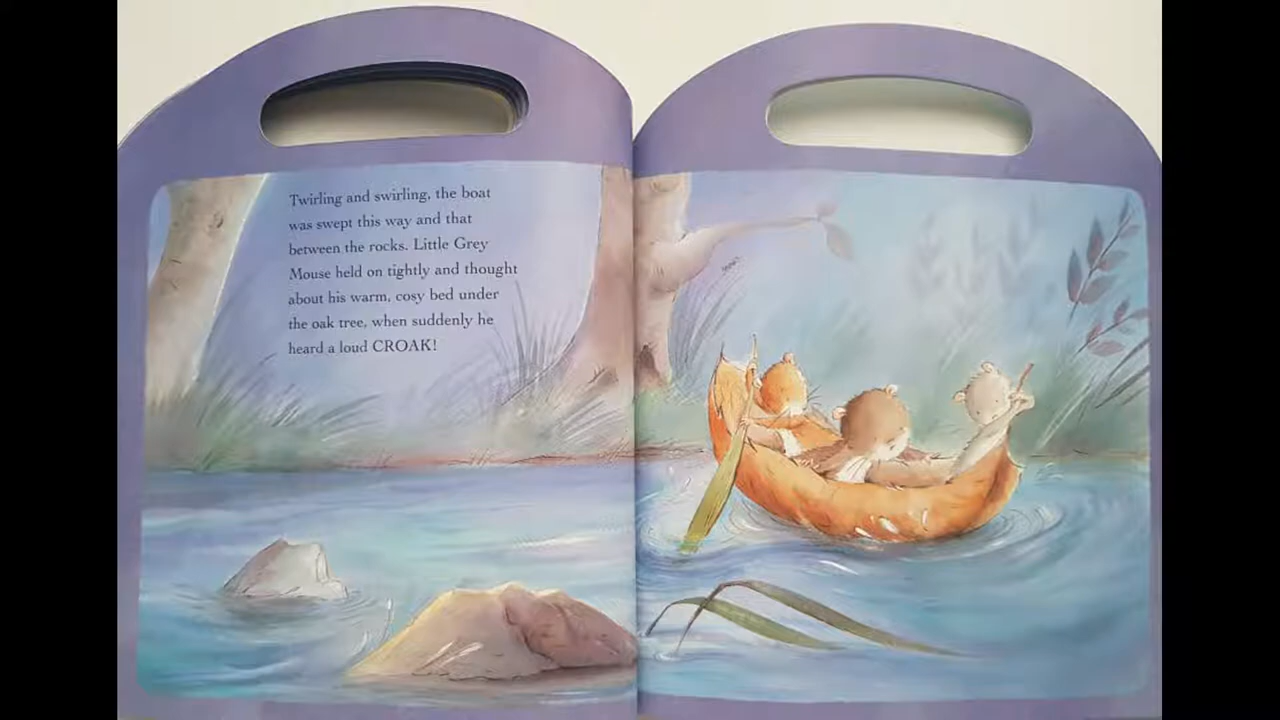 Twirling and swirling, the boat
was swept this way and that
between the rocks. Little Grey
Mouse held on tightly and thought
about his warm, cosy bed under
the oak tree, when suddenly he
heard a loud CROAK!